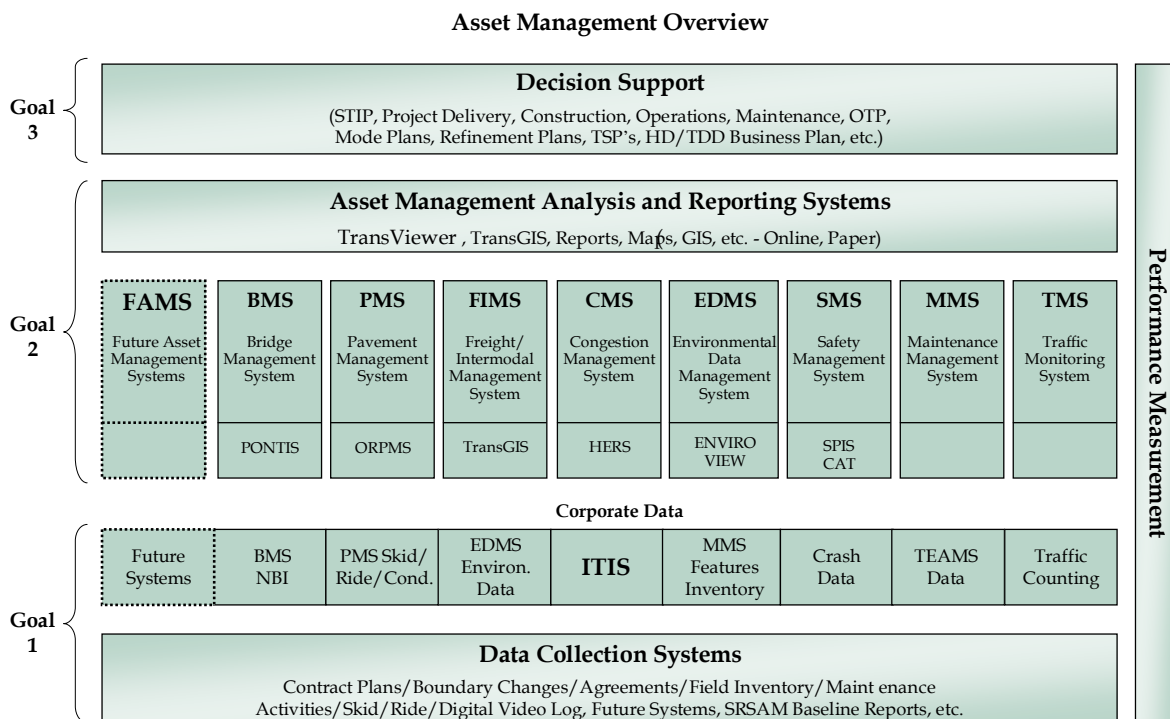 Asset Management Overview
Goal
3
Decision Support
(STIP, Project Delivery, Construction, Operations, Maintenance, OTP,
Mode Plans, Refinement Plans, TSP's, HD/TDD Business Plan, etc.)
Goal
2
Asset Management Analysis and Reporting Systems
TransViewer , TransGIS, Reports, Maps, GIS, etc. - Online, Paper)
FAMS
Future Asset
Management
Systems
BMS
Bridge
Management
System
PONTIS
PMS
Pavement
Management
System
ORPMS
FIMS
Freight/
Intermodal
Management
System
TransGIS
CMS
Congestion
Management
System
HERS
EDMS
Environmental
Data
Management
System
ENVIRO
VIEW
SMS
Safety
Management
System
SPIS
CAT
MMS
Maintenance
Management
System
TMS
Traffic
Monitoring
System
Corporate Data
Goal
1
Future
Systems
BMS
NBI
PMS Skid/
Ride/Cond.
EDMS
Environ.
Data
ITIS
MMS
Features
Inventory
Crash
Data
TEAMS
Data
Traffic
Counting
Data Collection Systems
Contract Plans/Boundary Changes/Agreements/Field Inventory/Maint enance
Activities/Skid/Ride/Digital Video Log, Future Systems, SRSAM Baseline Reports, etc.
Performance Measurement